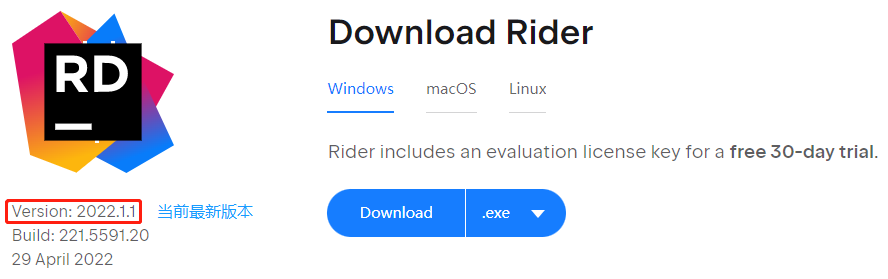 RD
Version: 2022.1.1 当前最新版本
Build: 221.5591.20
29 April 2022
Download Rider
Windows macOS Linux
Rider includes an evaluation license key for a free 30-day trial.
Download .exe